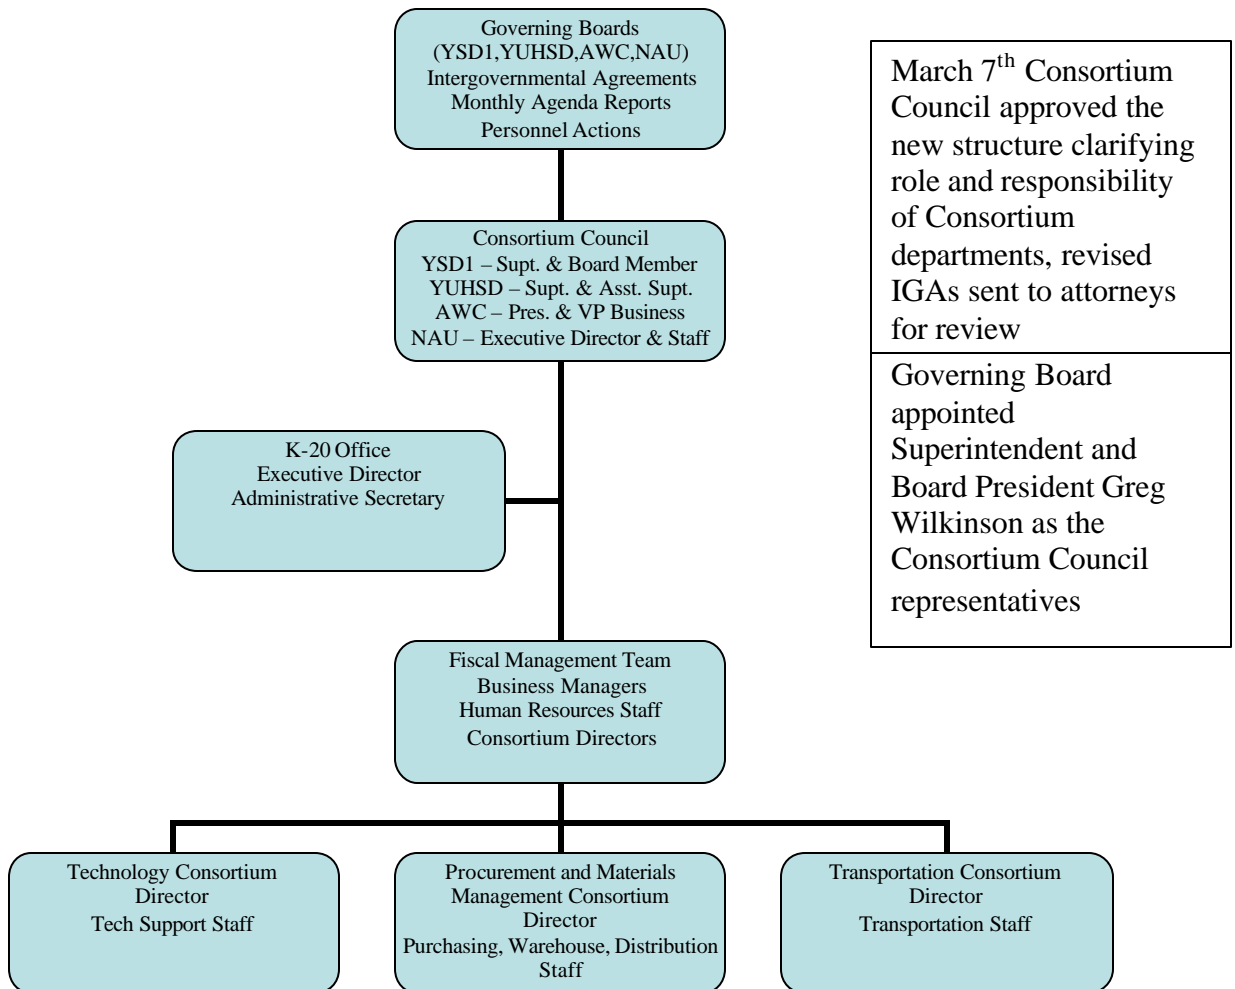 Governing Boards
(YSD1,YUHSD,AWC,NAU)
Intergovernmental Agreements
Monthly Agenda Reports
Personnel Actions
March 7th Consortium
Council approved the
new structure clarifying
role and responsibility
of Consortium
departments, revised
IGAs sent to attorneys
for review
Governing Board
appointed
Superintendent and
Board President Greg
Wilkinson as the
Consortium Council
representatives
Consortium Council
YSD1 – Supt. & Board Member
YUHSD – Supt. & Asst. Supt.
AWC – Pres. & VP Business
NAU – Executive Director & Staff
K-20 Office
Executive Director
Administrative Secretary
Fiscal Management Team
Business Managers
Human Resources Staff
Consortium Directors
Technology Consortium
Director
Tech Support Staff
Procurement and Materials
Management Consortium
Director
Purchasing, Warehouse, Distribution
Staff
Transportation Consortium
Director
Transportation Staff